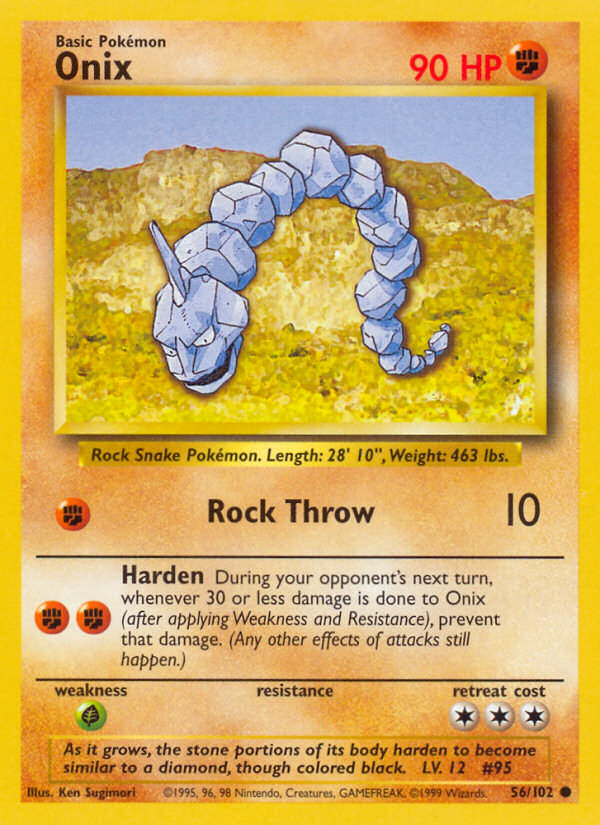 Basic Pokémon
Onix
90 HP
Rock Snake Pokémon. Length: 28' 10", Weight: 463 lbs.
Rock Throw 10
Harden During your opponent's next turn,
whenever 30 or less damage is done to Onix
(after applying Weakness and Resistance), prevent
that damage. (Any other effects of attacks still
happen.)
weakness resistance retreat cost
As it grows, the stone portions of its body harden to become
similar to a diamond, though colored black. LV. 12 #95
Illus. Ken Sugimori ©1995, 96, 98 Nintendo, Creatures, GAMEFREAK. ©1999 Wizards. 56/102